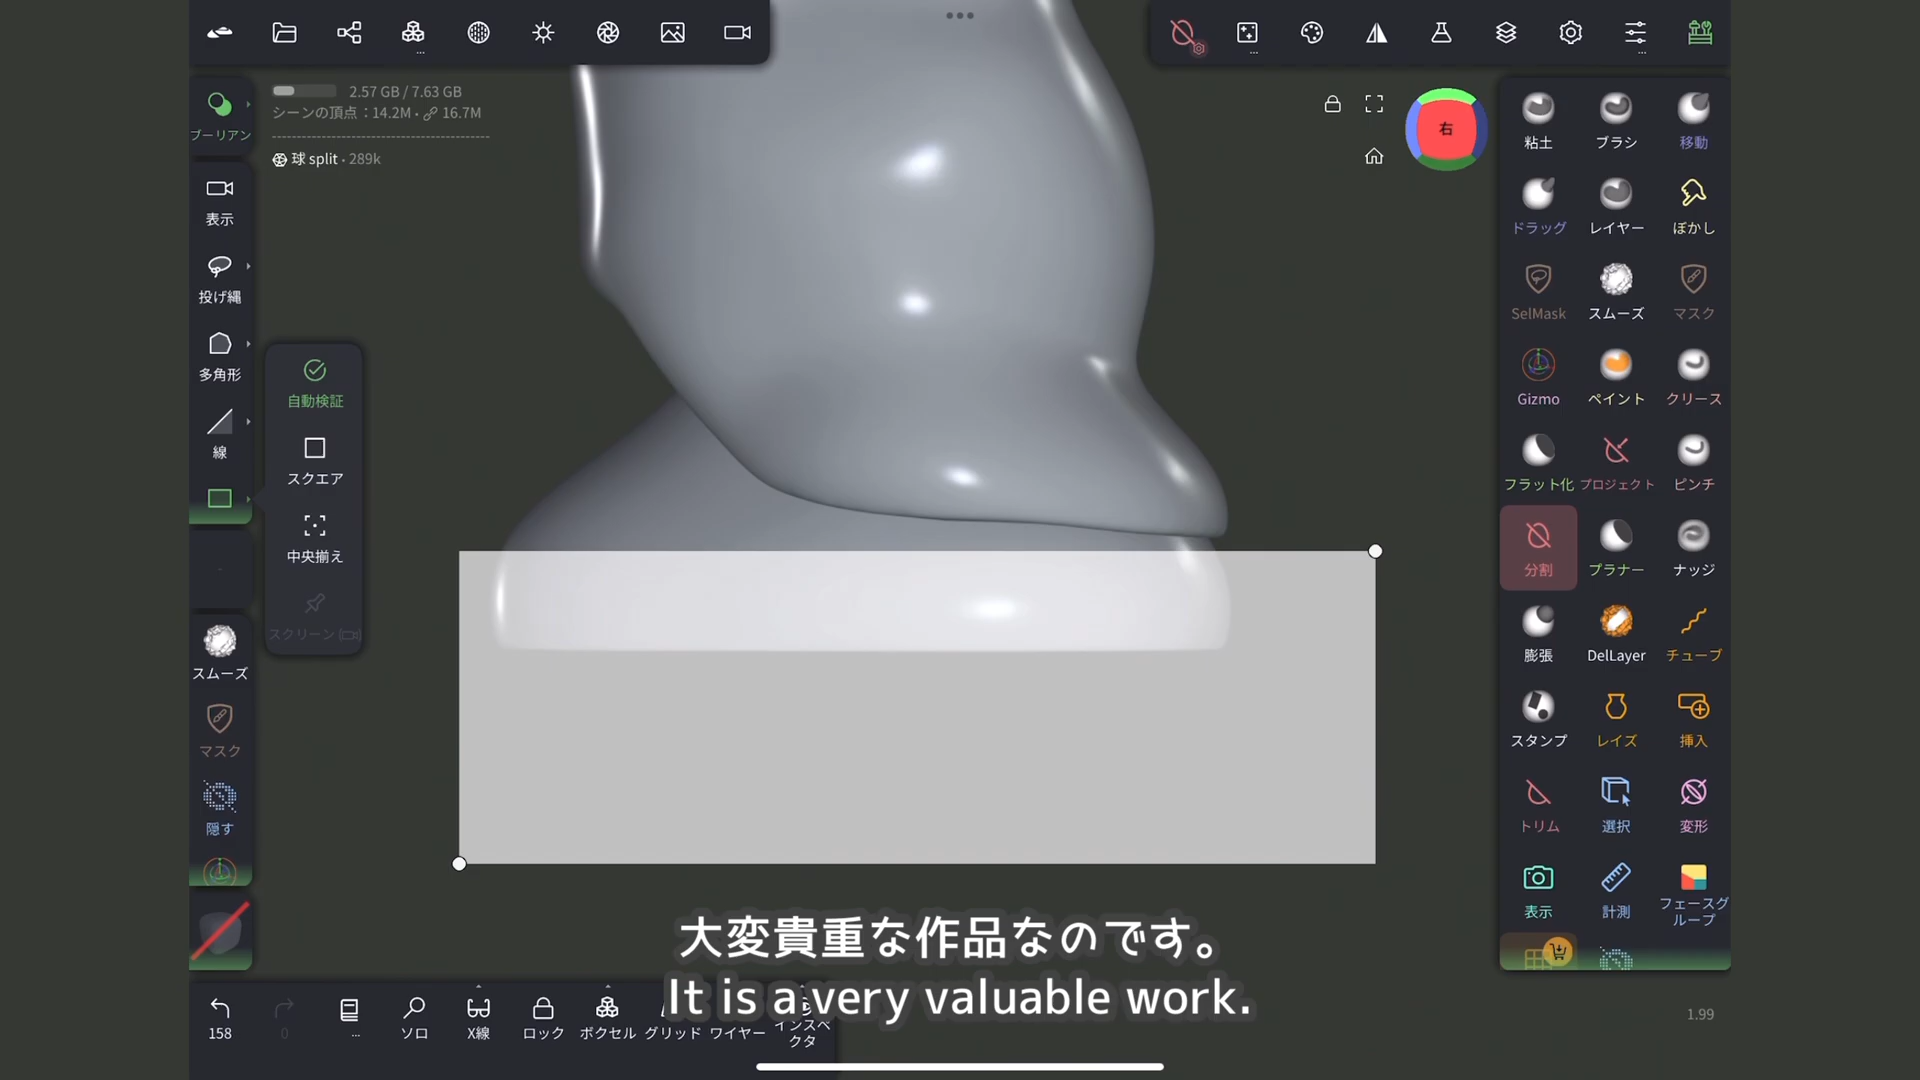 2.57 GB / 7.63 GB
シーンの頂点：14.2M • 16.7M
球 split • 289k
ブーリアン
表示
投げ縄
多角形
線
自動検証
スクエア
中央揃え
スクリーン
スムーズ
マスク
隠す
右
粘土 ブラシ 移動
ドラッグ レイヤー ぼかし
SelMask スムーズ マスク
Gizmo ペイント クリース
フラット化 プロジェクト ピンチ
分割 プラナー ナッジ
膨張 DelLayer チューブ
スタンプ レイズ 挿入
トリム 選択 変形
表示 計測 フェースグ
ループ
大変貴重な作品なのです。
It is a very valuable work.
158 0 ... ソロ X線 ロック ボクセル グリッド ワイヤー インスペ
クタ
1.99